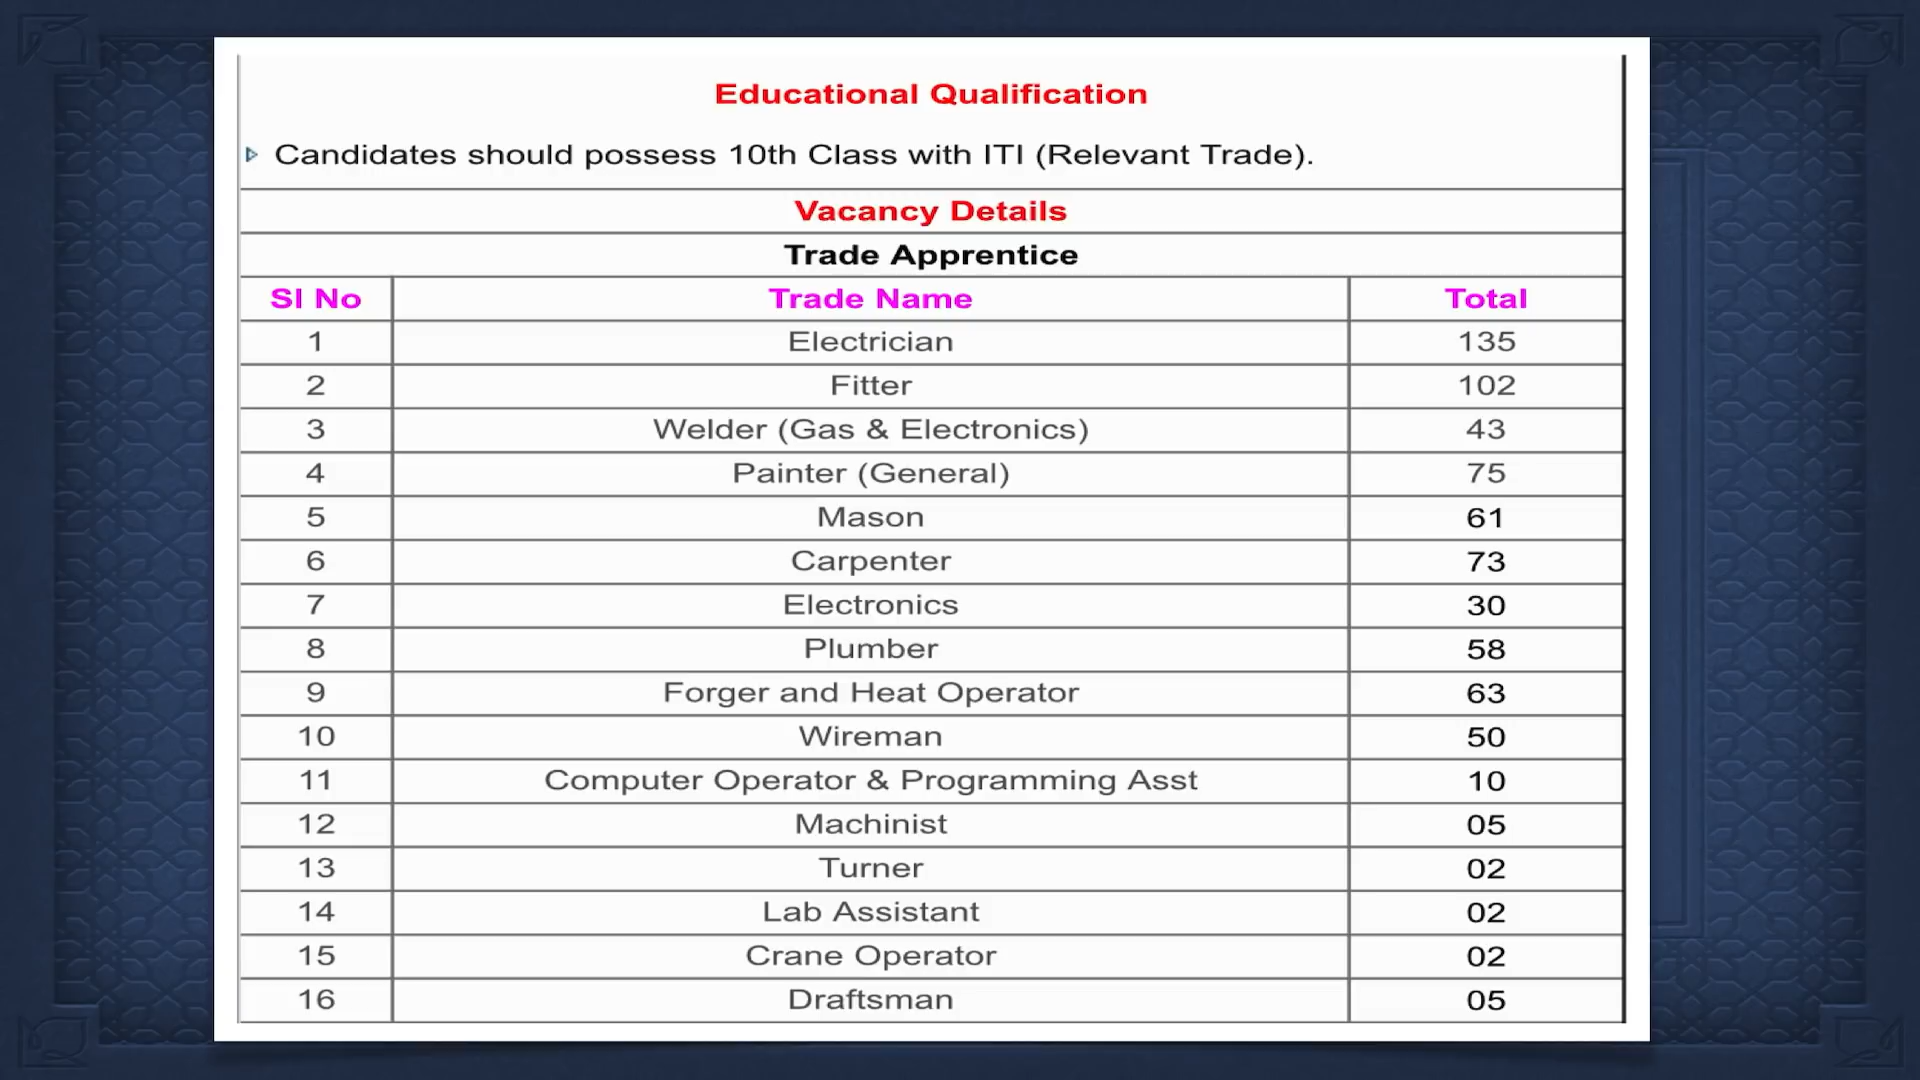 Educational Qualification
Candidates should possess 10th Class with ITI (Relevant Trade).
Vacancy Details
Trade Apprentice
SI No Trade Name Total
1 Electrician 135
2 Fitter 102
3 Welder (Gas & Electronics) 43
4 Painter (General) 75
5 Mason 61
6 Carpenter 73
7 Electronics 30
8 Plumber 58
9 Forger and Heat Operator 63
10 Wireman 50
11 Computer Operator & Programming Asst 10
12 Machinist 05
13 Turner 02
14 Lab Assistant 02
15 Crane Operator 02
16 Draftsman 05